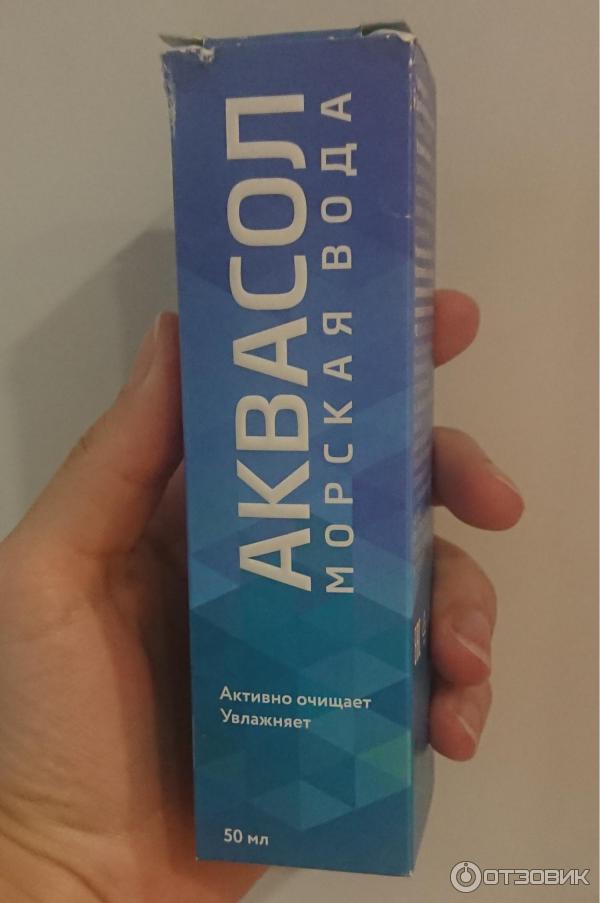 АКВАСОЛ
МОРСКАЯ ВОДА
Активно очищает
Увлажняет
50 мл
ОТЗОВИК